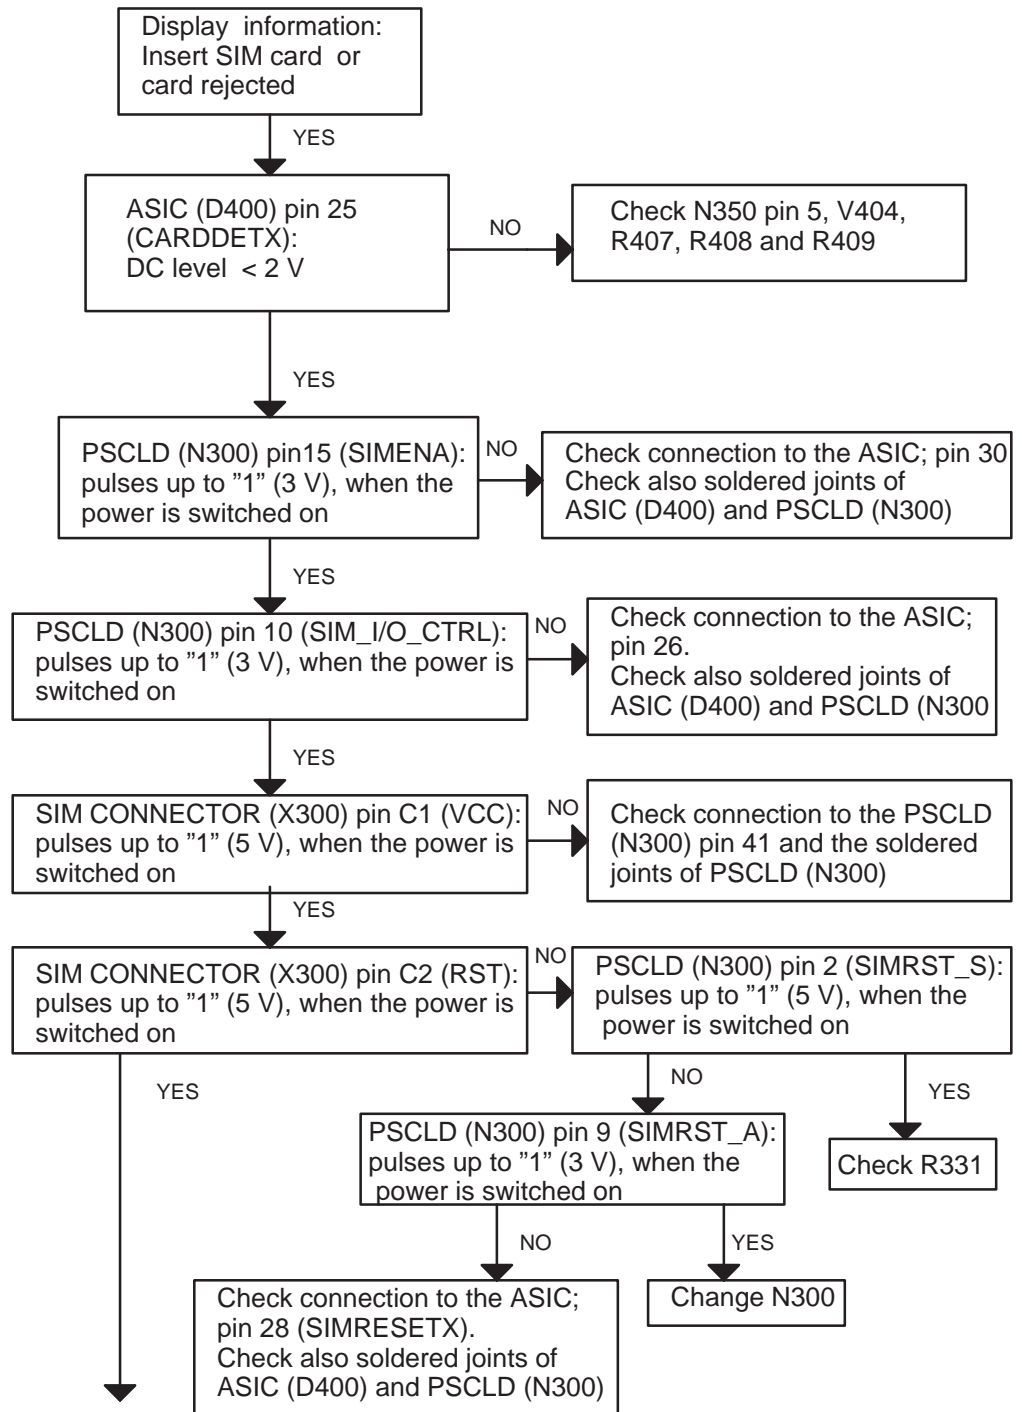 Display information:
Insert SIM card or
card rejected
YES
ASIC (D400) pin 25
(CARDDETX):
DC level < 2 V
NO
Check N350 pin 5, V404,
R407, R408 and R409
YES
PSCLD (N300) pin15 (SIMENA):
pulses up to ”1” (3 V), when the
power is switched on
NO
Check connection to the ASIC; pin 30
Check also soldered joints of
ASIC (D400) and PSCLD (N300)
YES
PSCLD (N300) pin 10 (SIM_I/O_CTRL):
pulses up to ”1” (3 V), when the power is
switched on
NO
Check connection to the ASIC;
pin 26.
Check also soldered joints of
ASIC (D400) and PSCLD (N300
YES
SIM CONNECTOR (X300) pin C1 (VCC):
pulses up to ”1” (5 V), when the power is
switched on
NO
Check connection to the PSCLD
(N300) pin 41 and the soldered
joints of PSCLD (N300)
YES
SIM CONNECTOR (X300) pin C2 (RST):
pulses up to ”1” (5 V), when the power is
switched on
NO
PSCLD (N300) pin 2 (SIMRST_S):
pulses up to ”1” (5 V), when the
power is switched on
YES
NO
YES
PSCLD (N300) pin 9 (SIMRST_A):
pulses up to ”1” (3 V), when the
power is switched on
Check R331
NO
YES
Check connection to the ASIC;
pin 28 (SIMRESETX).
Check also soldered joints of
ASIC (D400) and PSCLD (N300)
Change N300